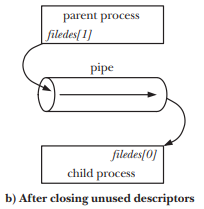 parent process
filedes[1]
pipe
filedes[0]
child process
b) After closing unused descriptors